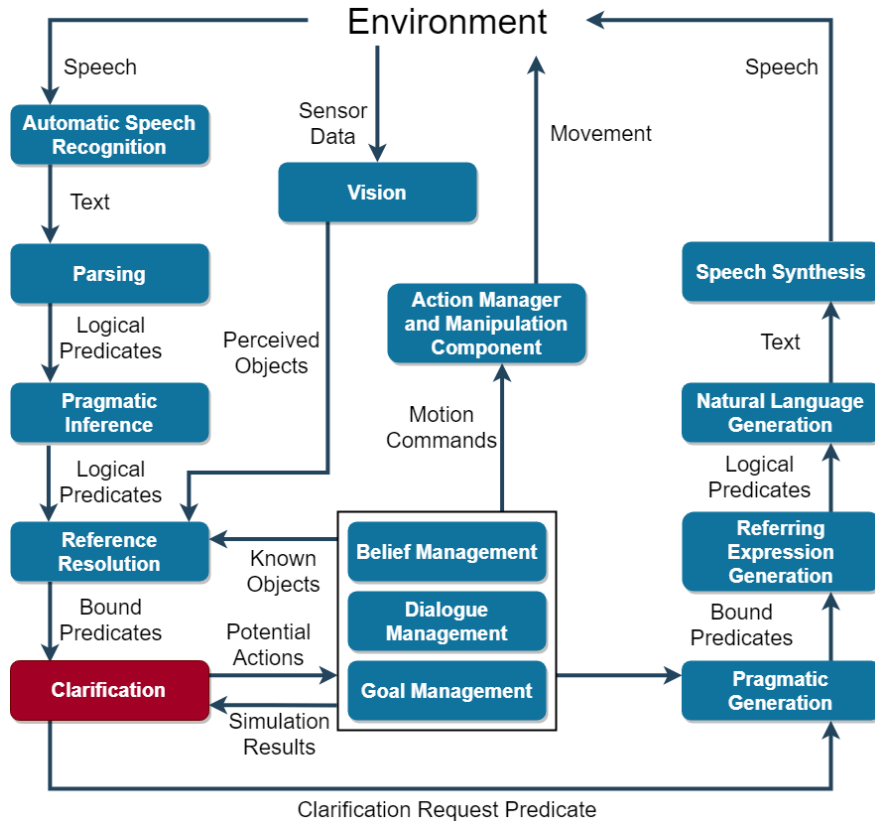 Environment
Speech
Sensor
Data
Movement
Speech
Automatic Speech
Recognition
Vision
Text
Parsing
Speech Synthesis
Action Manager
and Manipulation
Component
Logical
Predicates
Perceived
Objects
Text
Pragmatic
Inference
Motion
Commands
Natural Language
Generation
Logical
Predicates
Logical
Predicates
Reference
Resolution
Known
Objects
Belief Management
Referring
Expression
Generation
Bound
Predicates
Potential
Actions
Dialogue
Management
Bound
Predicates
Clarification
Goal Management
Pragmatic
Generation
Simulation
Results
Clarification Request Predicate